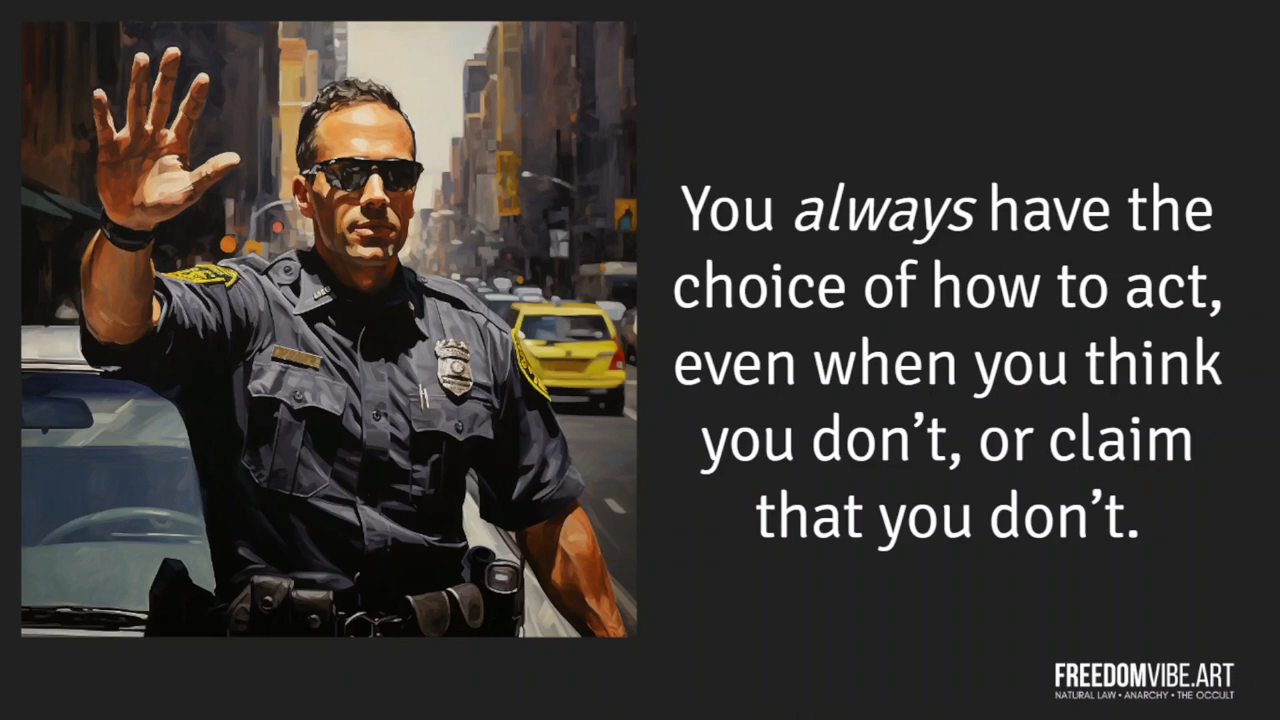 You always have the
choice of how to act,
even when you think
you don’t, or claim
that you don’t.
FREEDOMVIBE.ART
NATURAL LAW • ANARCHY • THE OCCULT